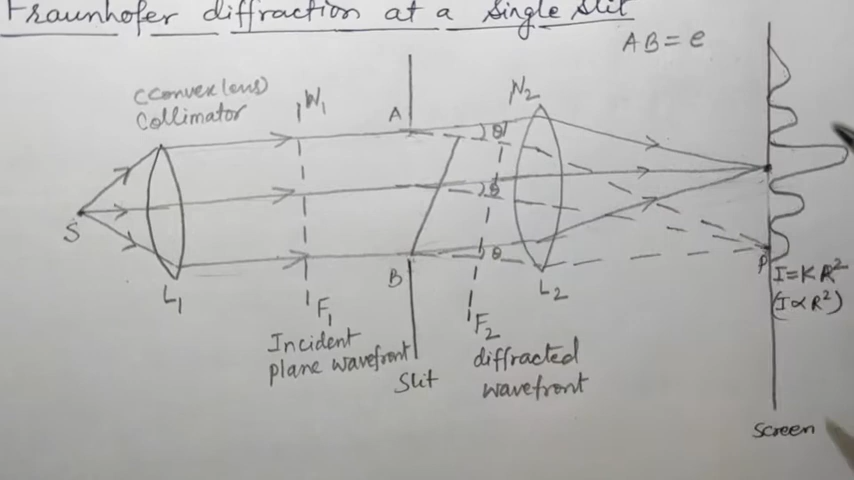 Fraunhofer diffraction at a single slit
AB = e
(Convex lens)
Collimator
W1
A
N2
θ
θ
θ
S
B
P
L1
F1
L2
F2
I = KR²
(I ∝ R²)
Incident
plane wavefront
Slit
diffracted
wavefront
Screen